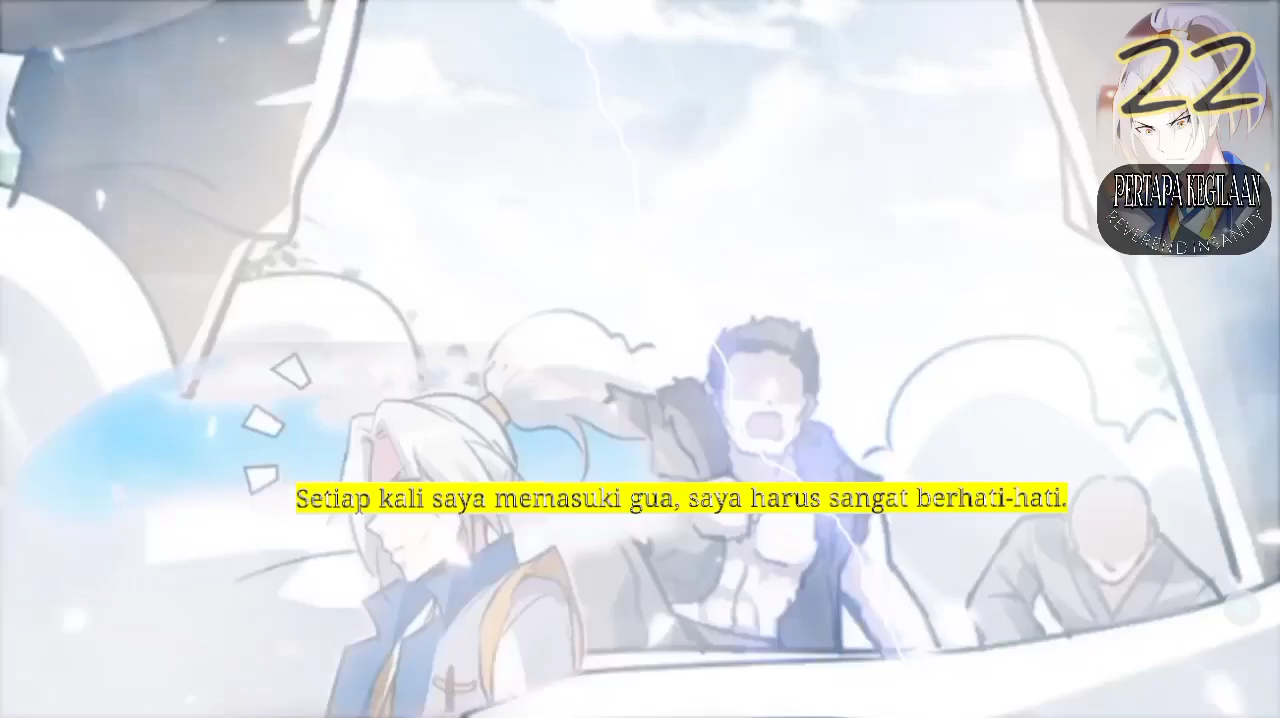 22
PERTAPA KEGILAAN
REVEREND INSANITY
Setiap kali saya memasuki gua, saya harus sangat berhati-hati.